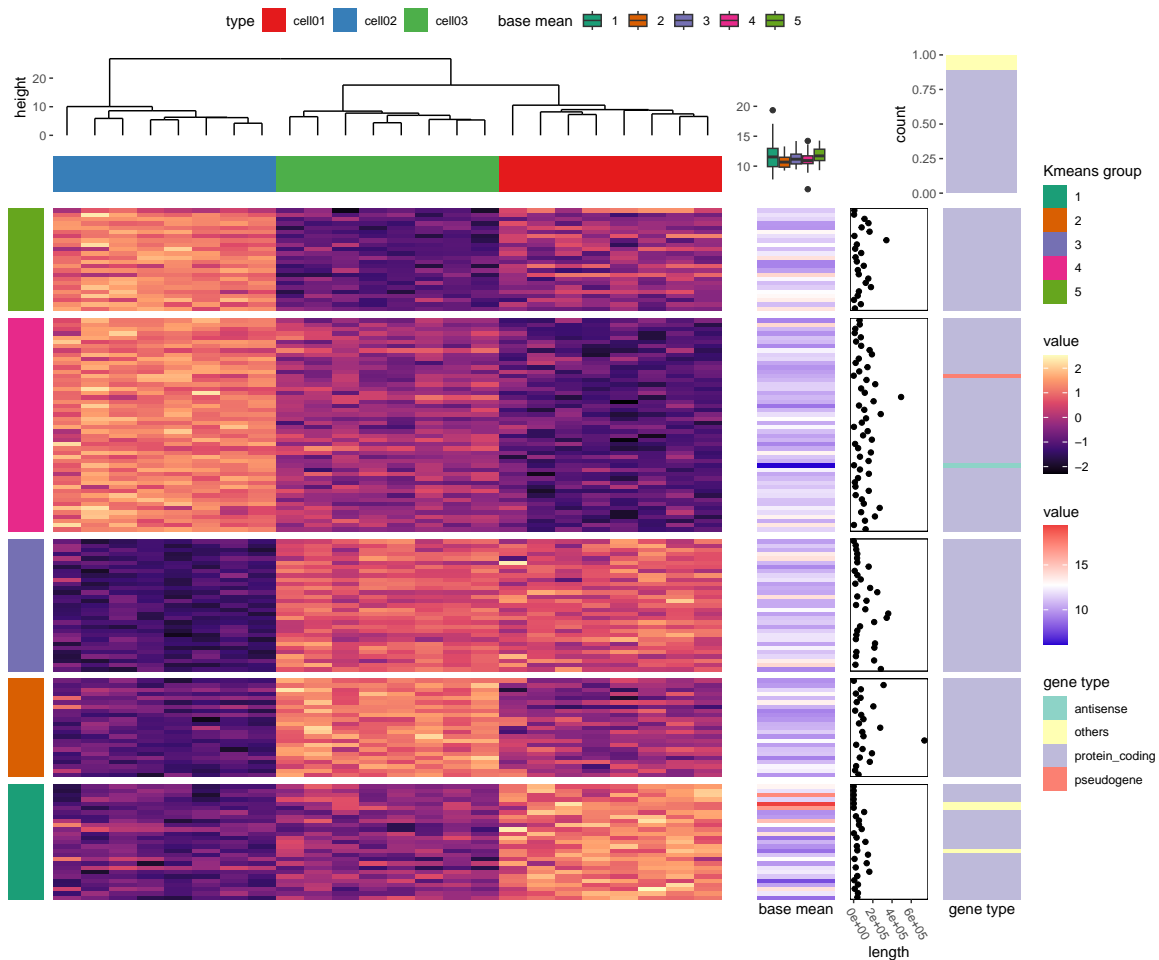 type cell01 cell02 cell03 base mean 1 2 3 4 5
height
20
10
0
20
15
10
count
1.00
0.75
0.50
0.25
0.00
Kmeans group
1
2
3
4
5
value
2
1
0
−1
−2
value
15
10
gene type
antisense
others
protein_coding
pseudogene
base mean
0e+00
2e+05
4e+05
6e+05
length
gene type